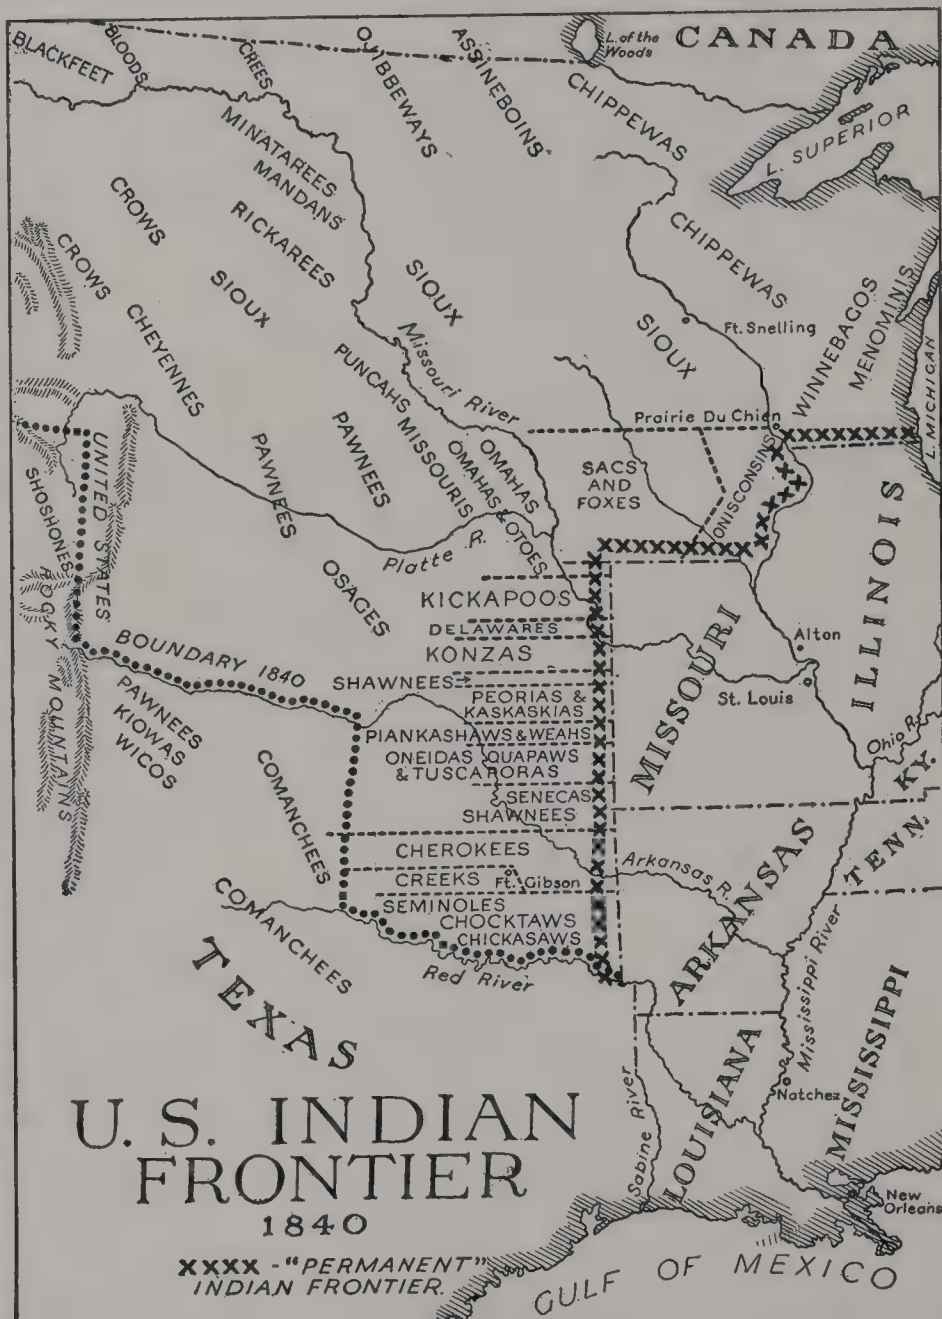 CANADA
L. of the
Woods
BLACKFEET
BLOODS
CREES
OJIBBEWAYS
ASSINEBOINS
CHIPPEWAS
L. SUPERIOR
MINATAREES
MANDANS
RICKAREES
CROWS
CROWS
SIOUX
SIOUX
CHIPPEWAS
SIOUX
Ft. Snelling
WINNEBAGOS
MENOMINIS
L. MICHIGAN
CHEYENNES
Missouri River
PUNCAHS
MISSOURIS
PAWNEES
PAWNEES
OMAHAS
OMAHAS & OTOES
Prairie Du Chien
SACS
AND
FOXES
ONISCONSINS
UNITED STATES
SHOSHONES
ROCKY MOUNTAINS
Platte R.
OSAGES
KICKAPOOS
DELAWARES
KONZAS
BOUNDARY 1840
SHAWNEES→
PEORIAS &
KASKASKIAS
PIANKASHAWS & WEAHS
ONEIDAS QUAPAWS
& TUSCARORAS
SENECAS
SHAWNEES
CHEROKEES
CREEKS
Ft. Gibson
SEMINOLES
CHOCKTAWS
CHICKASAWS
PAWNEES
KIOWAS
WICOS
COMANCHEES
COMANCHEES
MISSOURI
ILLINOIS
Alton
St. Louis
Ohio R.
KY.
TENN.
Arkansas R.
ARKANSAS
Mississippi River
Red River
TEXAS
MISSISSIPPI
LOUISIANA
Natchez
Sabine River
New
Orleans
GULF OF MEXICO
U. S. INDIAN
FRONTIER
1840
XXXX - "PERMANENT"
INDIAN FRONTIER.